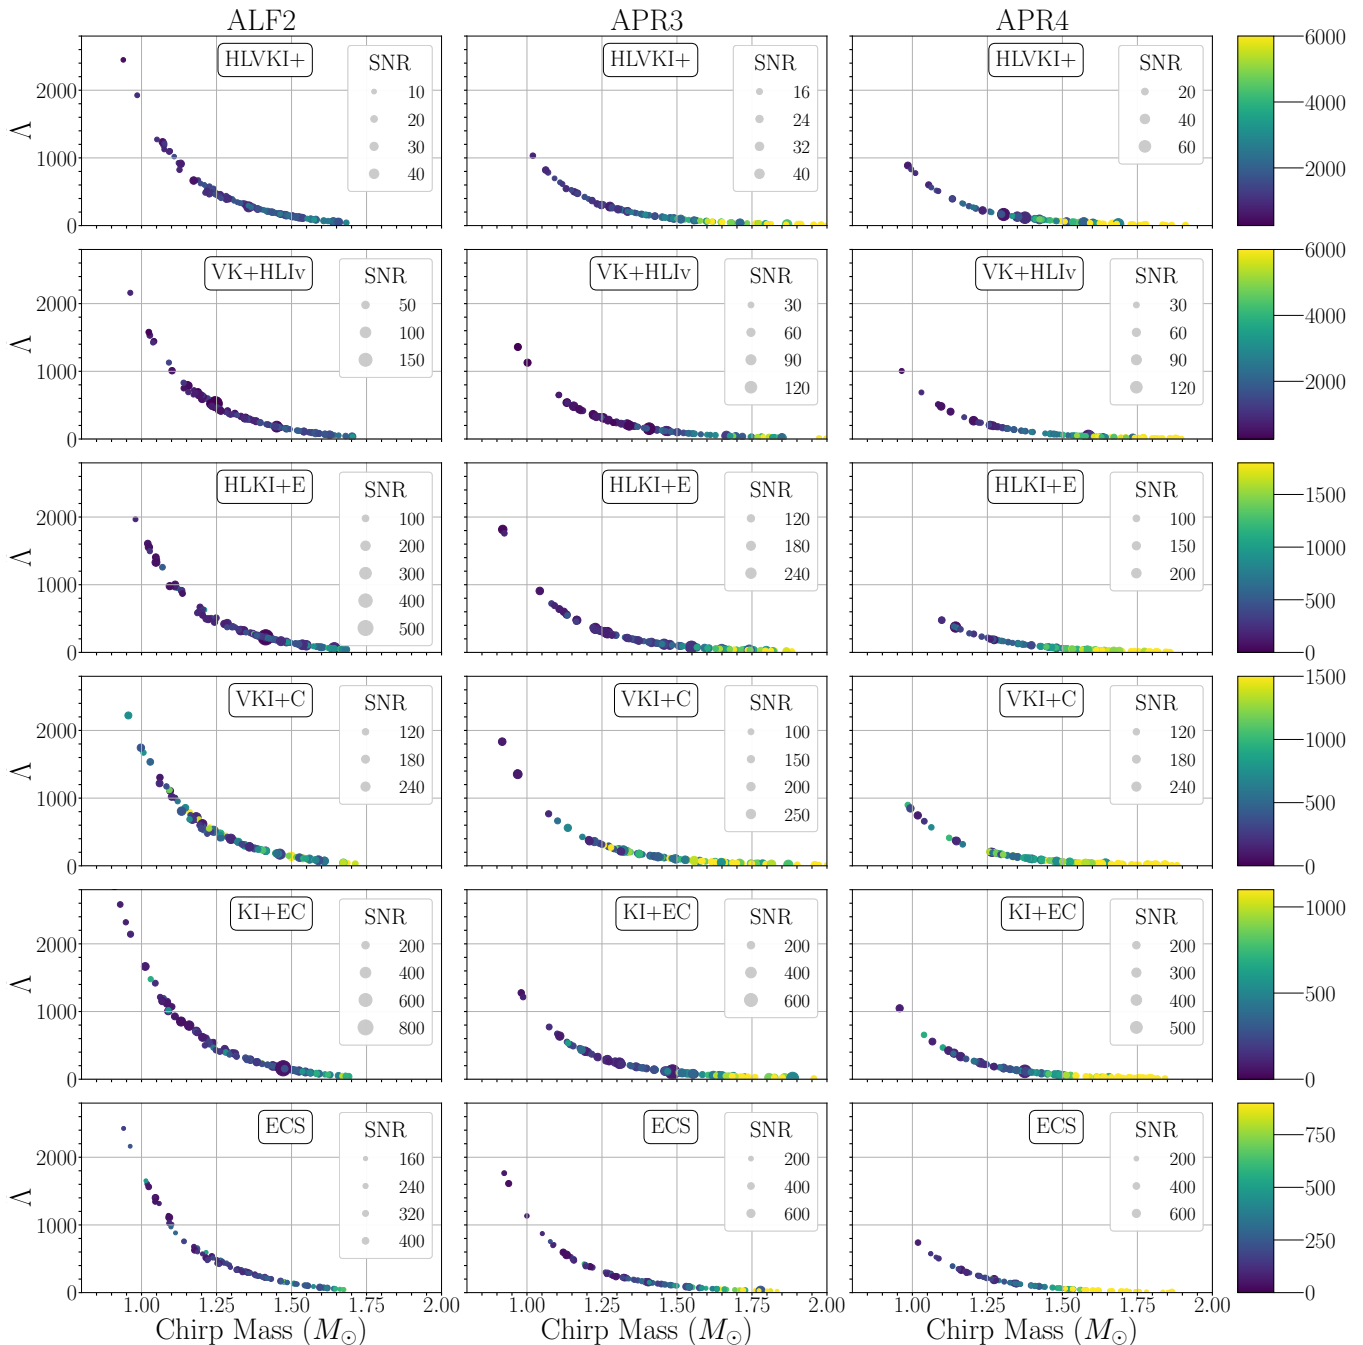 ALF2 APR3 APR4
HLVKI+ SNR 10 20 30 40
HLVKI+ SNR 16 24 32 40
HLVKI+ SNR 20 40 60
Λ 2000 1000 0
6000 4000 2000
VK+HLIv SNR 50 100 150
VK+HLIv SNR 30 60 90 120
VK+HLIv SNR 30 60 90 120
Λ 2000 1000 0
6000 4000 2000
HLKI+E SNR 100 200 300 400 500
HLKI+E SNR 120 180 240
HLKI+E SNR 100 150 200
Λ 2000 1000 0
1500 1000 500 0
VKI+C SNR 120 180 240
VKI+C SNR 100 150 200 250
VKI+C SNR 120 180 240
Λ 2000 1000 0
1500 1000 500 0
KI+EC SNR 200 400 600 800
KI+EC SNR 200 400 600
KI+EC SNR 200 300 400 500
Λ 2000 1000 0
1000 500 0
ECS SNR 160 240 320 400
ECS SNR 200 400 600
ECS SNR 200 400 600
Λ 2000 1000 0
750 500 250 0
1.00 1.25 1.50 1.75 2.00 1.00 1.25 1.50 1.75 2.00 1.00 1.25 1.50 1.75 2.00
Chirp Mass (M☉) Chirp Mass (M☉) Chirp Mass (M☉)